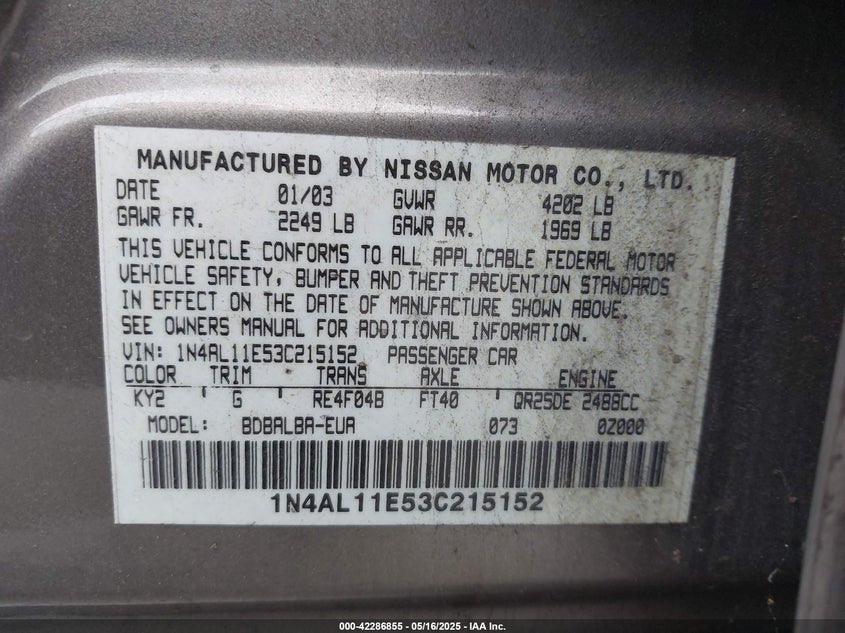 MANUFACTURED BY NISSAN MOTOR CO., LTD.
DATE 01/03 GVWR 4202 LB
GAWR FR. 2249 LB GAWR RR. 1969 LB
THIS VEHICLE CONFORMS TO ALL APPLICABLE FEDERAL MOTOR
VEHICLE SAFETY, BUMPER AND THEFT PREVENTION STANDARDS
IN EFFECT ON THE DATE OF MANUFACTURE SHOWN ABOVE.
SEE OWNERS MANUAL FOR ADDITIONAL INFORMATION.
VIN: 1N4AL11E53C215152 PASSENGER CAR
COLOR TRIM TRANS AXLE ENGINE
KY2 G RE4F04B FT40 QR25DE 2488CC
MODEL: BDBALBA-EUA 073 0Z000
1N4AL11E53C215152
000-42286855 — 05/16/2025 — IAA Inc.